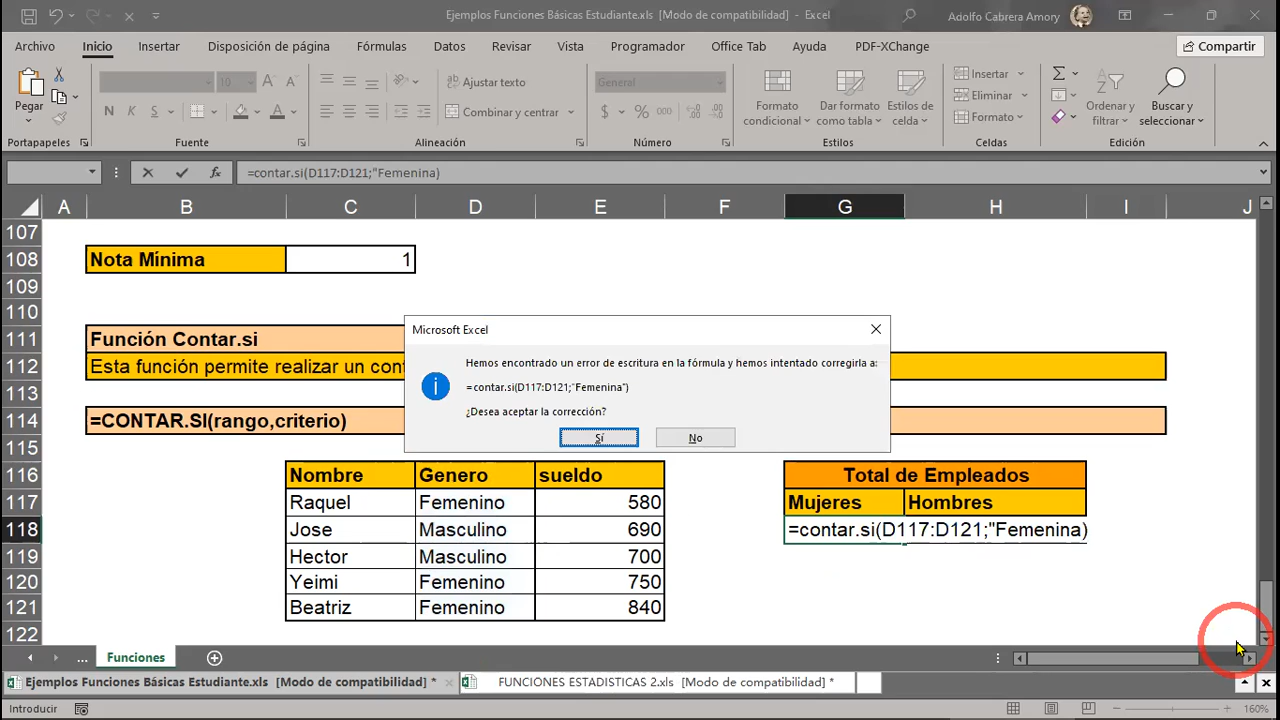 Ejemplos Funciones Básicas Estudiante.xls [Modo de compatibilidad] - Excel
Adolfo Cabrera Amory
Archivo Inicio Insertar Disposición de página Fórmulas Datos Revisar Vista Programador Office Tab Ayuda PDF-XChange Compartir
Pegar
N K S A A A
10
Ajustar texto
Combinar y centrar
General
$ % 000
Formato condicional
Dar formato como tabla
Estilos de celda
Insertar
Eliminar
Formato
Ordenar y filtrar
Buscar y seleccionar
Portapapeles Fuente Alineación Número Estilos Celdas Edición
fx =contar.si(D117:D121;"Femenina)
A B C D E F G H I J
107
108 Nota Mínima 1
109
110
111 Función Contar.si
112 Esta función permite realizar un cont
113
114 =CONTAR.SI(rango,criterio)
115
116 Nombre Genero sueldo Total de Empleados
117 Raquel Femenino 580 Mujeres Hombres
118 Jose Masculino 690 =contar.si(D117:D121;"Femenina)
119 Hector Masculino 700
120 Yeimi Femenino 750
121 Beatriz Femenino 840
122
Microsoft Excel
Hemos encontrado un error de escritura en la fórmula y hemos intentado corregirla a:
=contar.si(D117:D121;"Femenina")
¿Desea aceptar la corrección?
Sí No
... Funciones
Ejemplos Funciones Básicas Estudiante.xls [Modo de compatibilidad] * FUNCIONES ESTADISTICAS 2.xls [Modo de compatibilidad] *
Introducir 160%